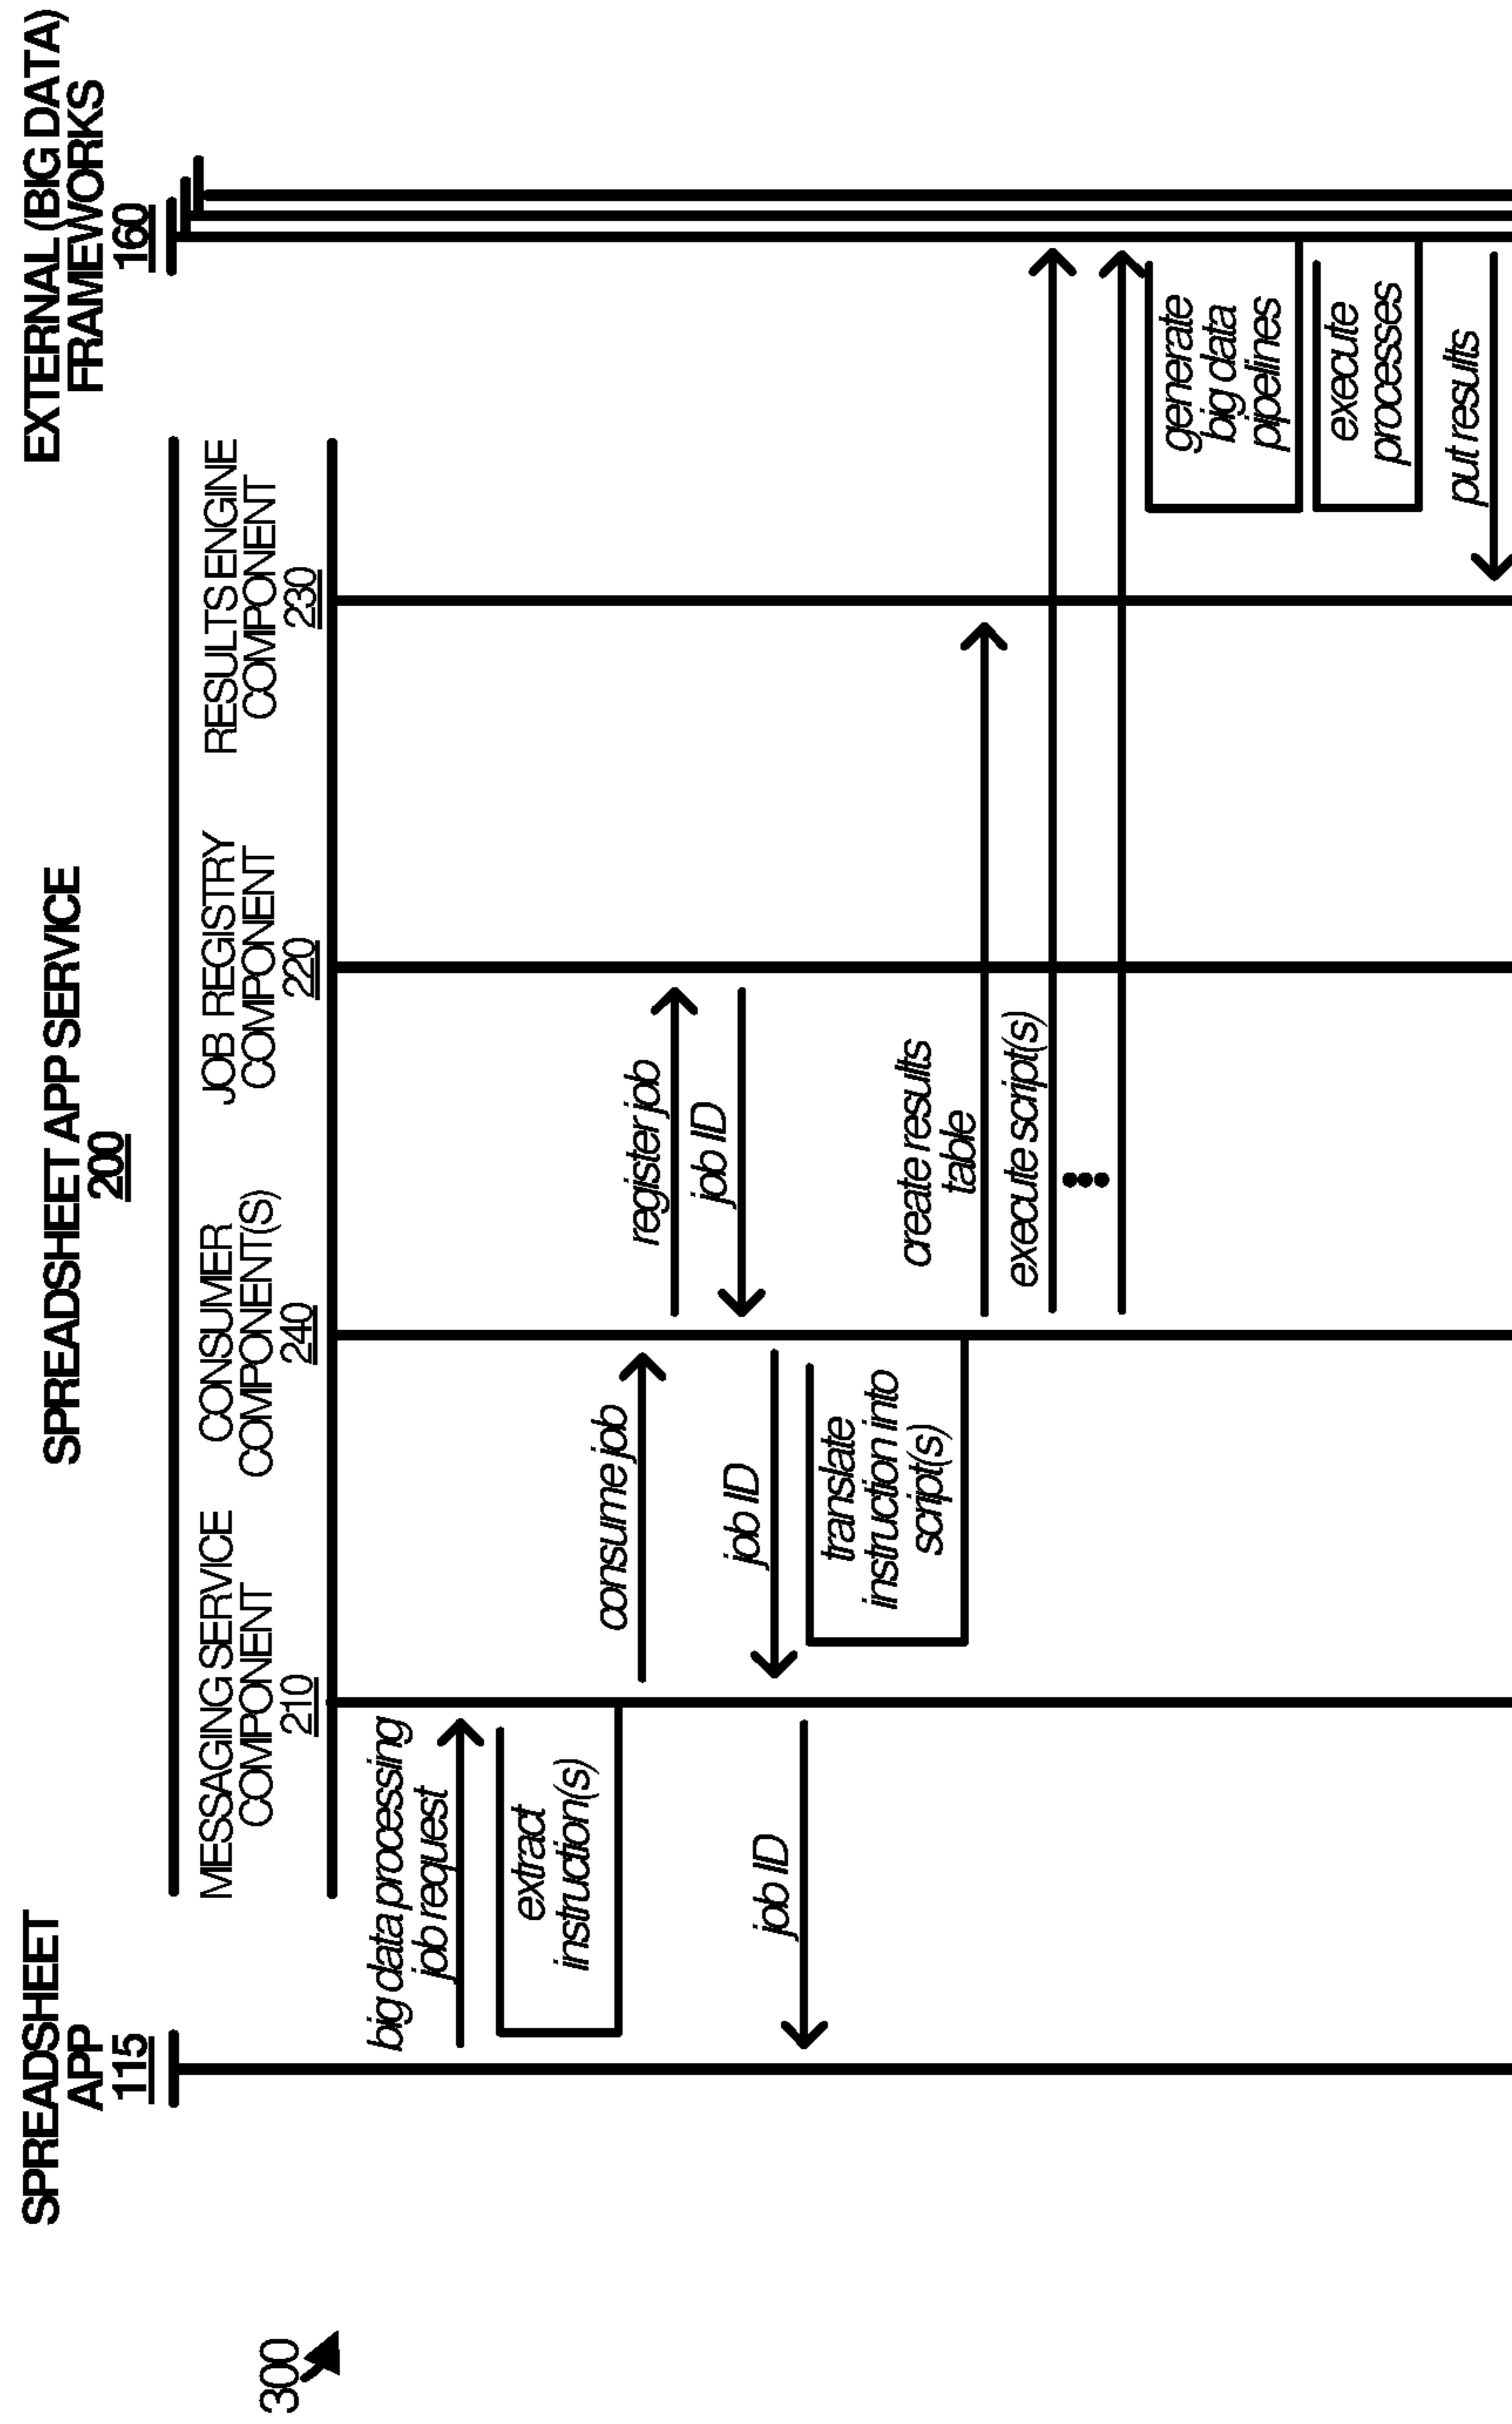 SPREADSHEET
APP
115
SPREADSHEET APP SERVICE
200
EXTERNAL (BIG DATA)
FRAMEWORKS
160
MESSAGING SERVICE
COMPONENT
210
CONSUMER
COMPONENT(S)
240
JOB REGISTRY
COMPONENT
220
RESULTS ENGINE
COMPONENT
230
300
big data processing
job request
extract
instruction(s)
consume job
register job
job ID
job ID
job ID
translate
instruction into
script(s)
create results
table
execute script(s)
generate
big data
pipelines
execute
processes
put results